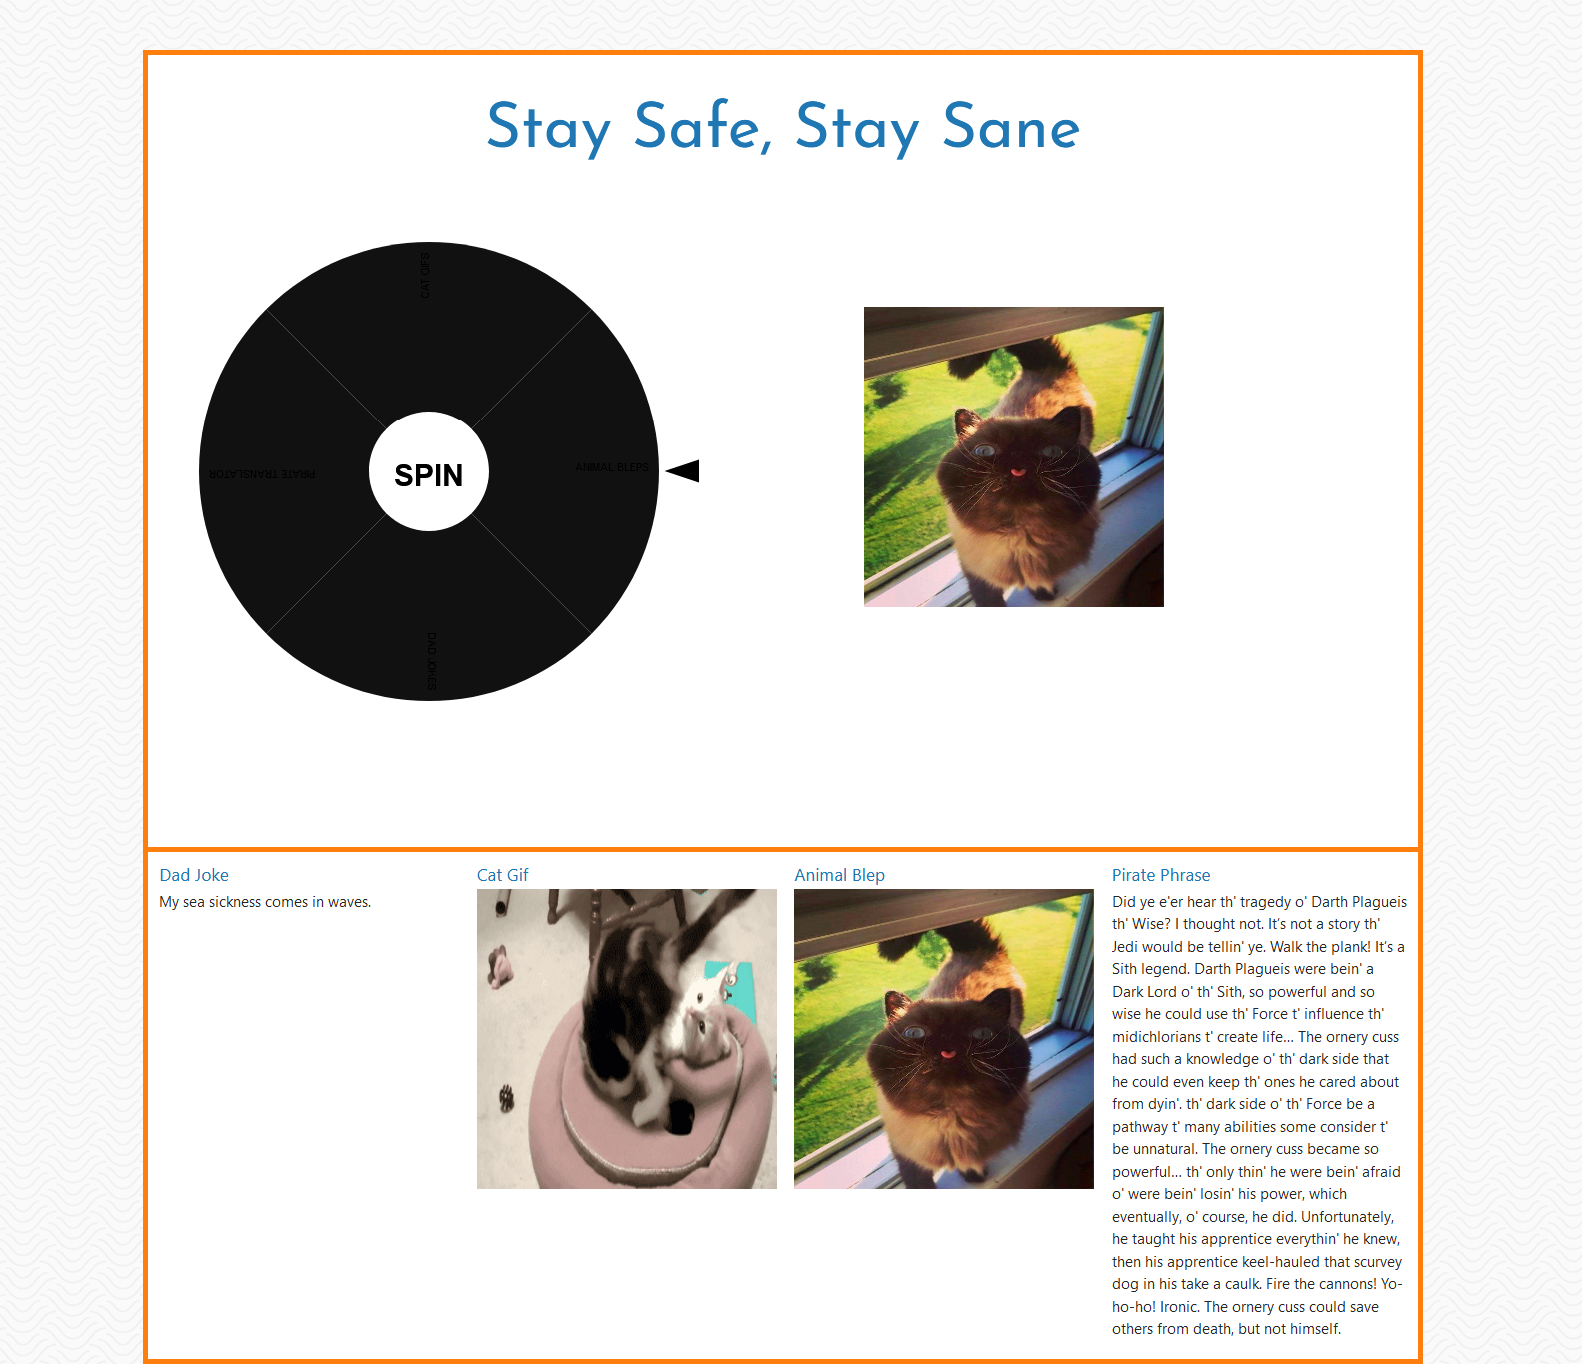 Stay Safe, Stay Sane
CAT GIFS
PIRATE TRANSLATOR
SPIN
ANIMAL BLEPS
DAD JOKES
Dad Joke
My sea sickness comes in waves.
Cat Gif
Animal Blep
Pirate Phrase
Did ye e'er hear th' tragedy o' Darth Plagueis
th' Wise? I thought not. It's not a story th'
Jedi would be tellin' ye. Walk the plank! It's a
Sith legend. Darth Plagueis were bein' a
Dark Lord o' th' Sith, so powerful and so
wise he could use th' Force t' influence th'
midichlorians t' create life... The ornery cuss
had such a knowledge o' th' dark side that
he could even keep th' ones he cared about
from dyin'. th' dark side o' th' Force be a
pathway t' many abilities some consider t'
be unnatural. The ornery cuss became so
powerful... th' only thin' he were bein' afraid
o' were bein' losin' his power, which
eventually, o' course, he did. Unfortunately,
he taught his apprentice everythin' he knew,
then his apprentice keel-hauled that scurvey
dog in his take a caulk. Fire the cannons! Yo-
ho-ho! Ironic. The ornery cuss could save
others from death, but not himself.